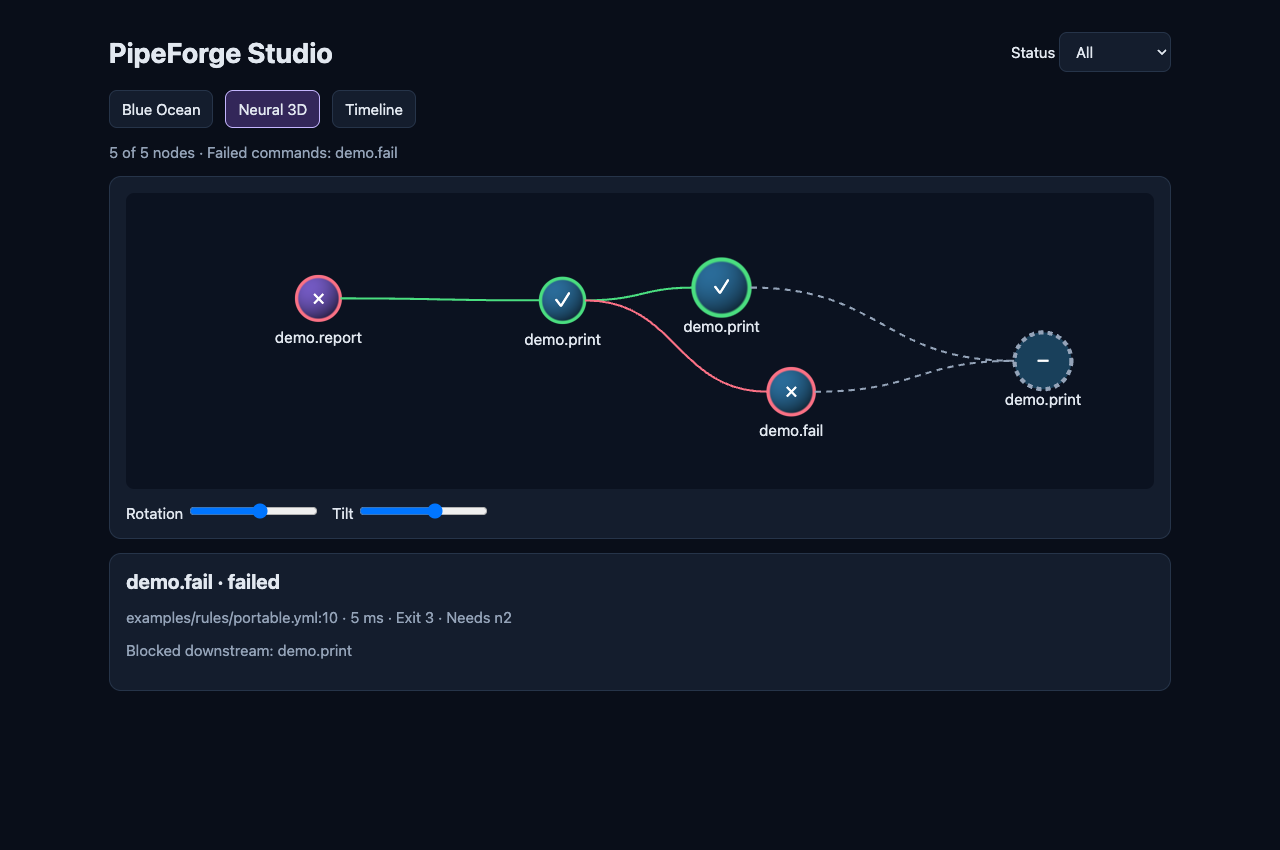 PipeForge Studio
Status All
Blue Ocean Neural 3D Timeline
5 of 5 nodes · Failed commands: demo.fail
demo.report
demo.print
demo.print
demo.fail
demo.print
Rotation Tilt
demo.fail · failed
examples/rules/portable.yml:10 · 5 ms · Exit 3 · Needs n2
Blocked downstream: demo.print